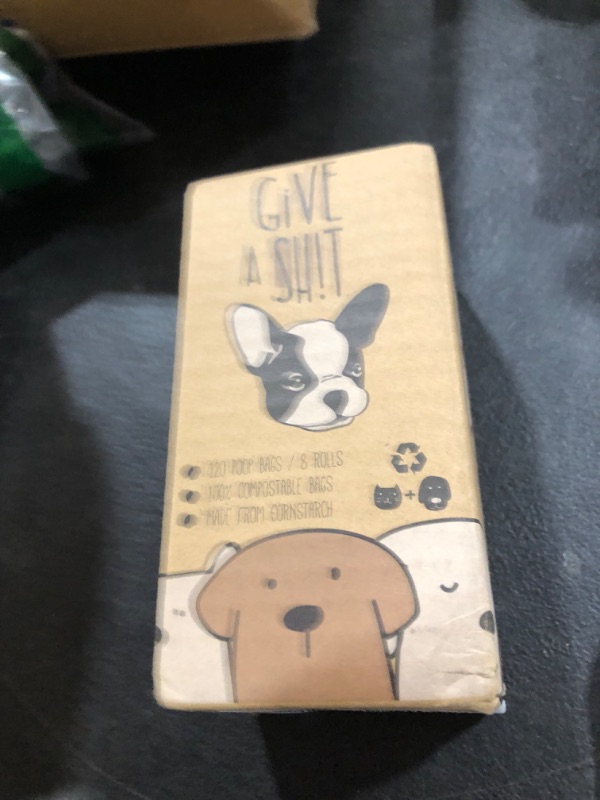 GiVE
A SH!T
120 POOP BAGS / 8 ROLLS
100% COMPOSTABLE BAGS
MADE FROM CORNSTARCH
+